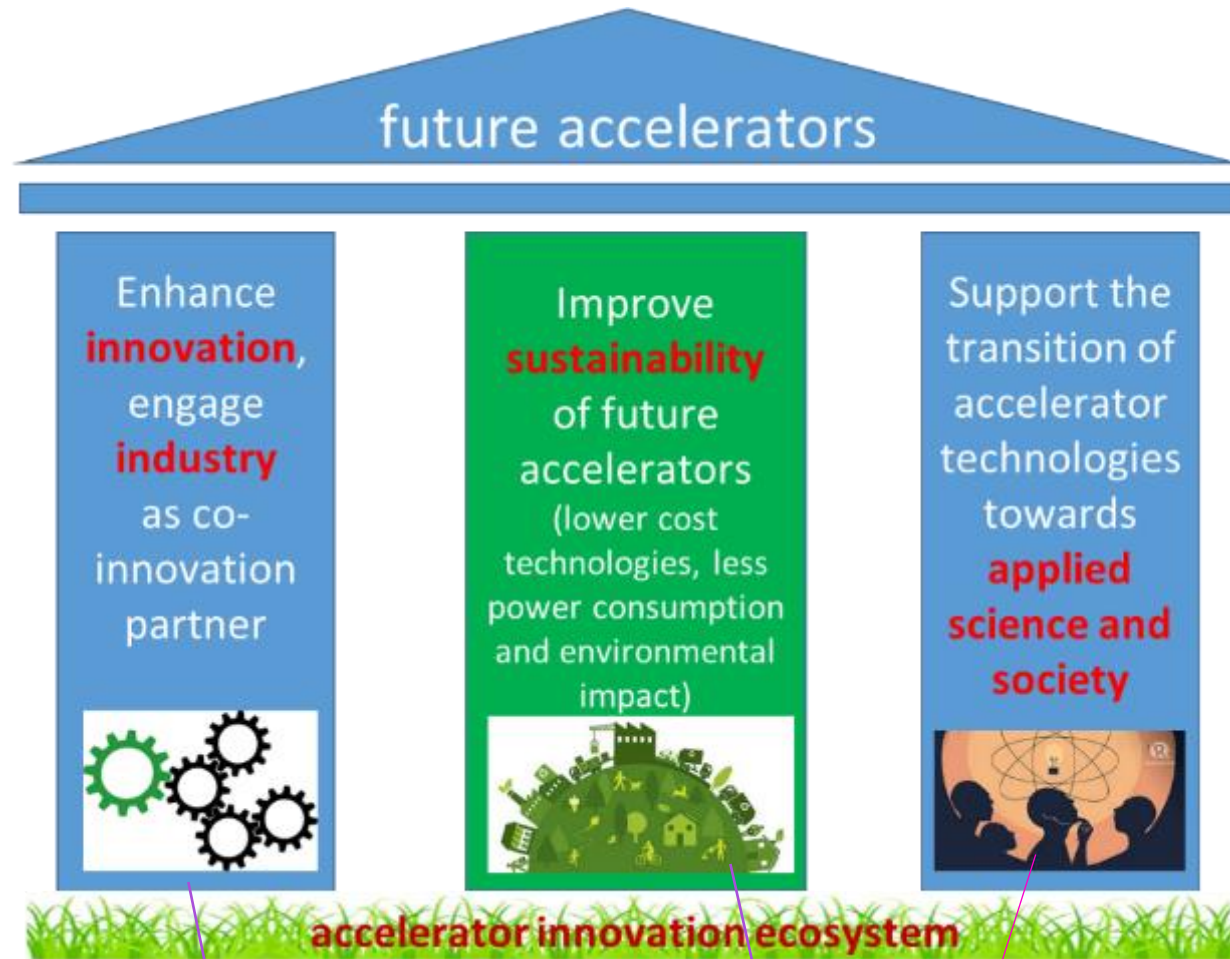 future accelerators
Enhance
innovation,
engage
industry
as co-
innovation
partner
Improve
sustainability
of future
accelerators
(lower cost
technologies, less
power consumption
and environmental
impact)
Support the
transition of
accelerator
technologies
towards
applied
science and
society
accelerator innovation ecosystem